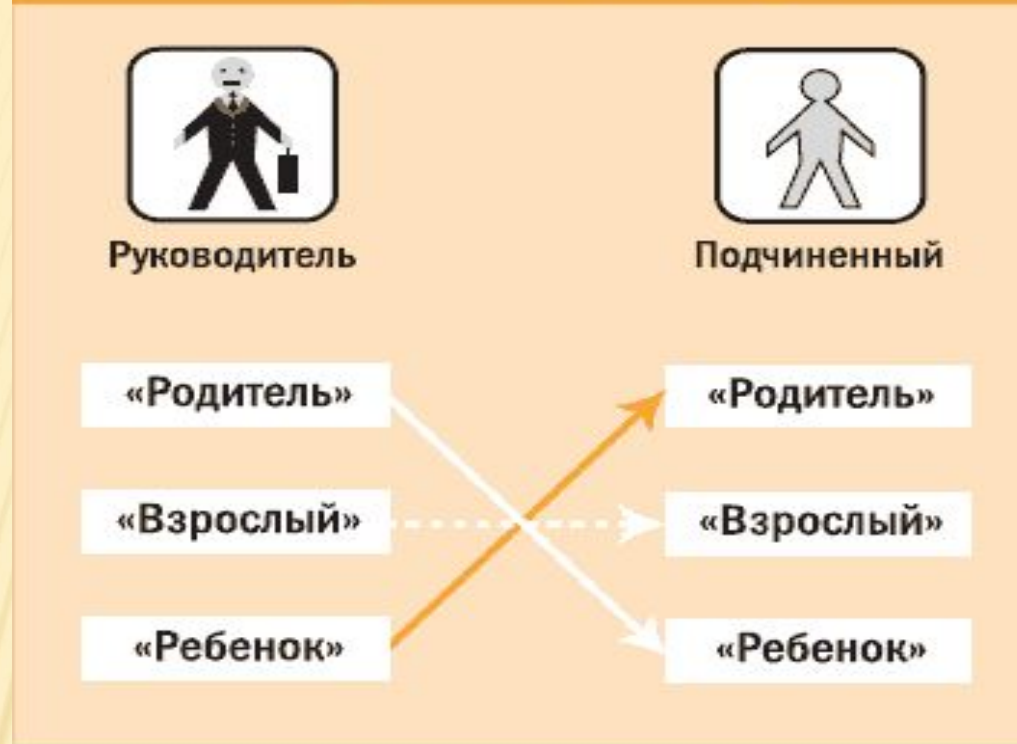 Руководитель
Подчиненный
«Родитель»
«Родитель»
«Взрослый»
«Взрослый»
«Ребенок»
«Ребенок»